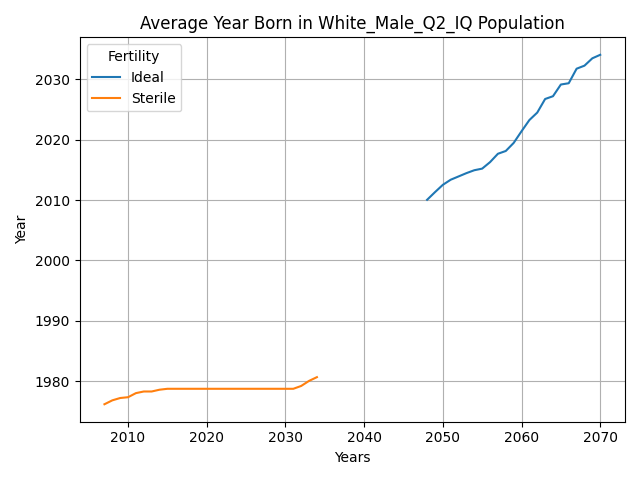 Average Year Born in White_Male_Q2_IQ Population
Fertility
Ideal
Sterile
Year
2030
2020
2010
2000
1990
1980
2010 2020 2030 2040 2050 2060 2070
Years